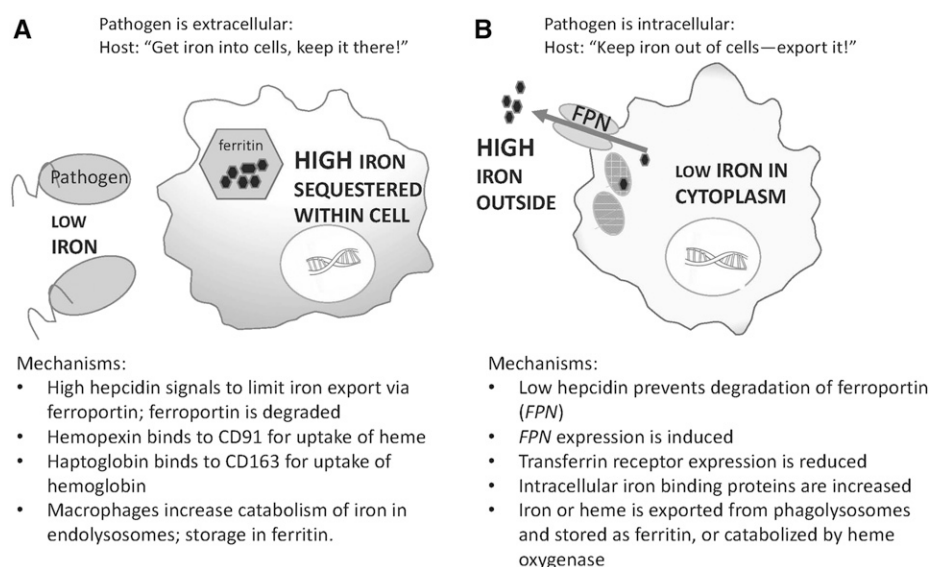 A
Pathogen is extracellular:
Host: “Get iron into cells, keep it there!”
ferritin
Pathogen
LOW
IRON
HIGH IRON
SEQUESTERED
WITHIN CELL
Mechanisms:
• High hepcidin signals to limit iron export via
ferroportin; ferroportin is degraded
• Hemopexin binds to CD91 for uptake of heme
• Haptoglobin binds to CD163 for uptake of
hemoglobin
• Macrophages increase catabolism of iron in
endolysosomes; storage in ferritin.
B
Pathogen is intracellular:
Host: “Keep iron out of cells—export it!”
FPN
HIGH
IRON
OUTSIDE
LOW IRON IN
CYTOPLASM
Mechanisms:
• Low hepcidin prevents degradation of ferroportin
(FPN)
• FPN expression is induced
• Transferrin receptor expression is reduced
• Intracellular iron binding proteins are increased
• Iron or heme is exported from phagolysosomes
and stored as ferritin, or catabolized by heme
oxygenase